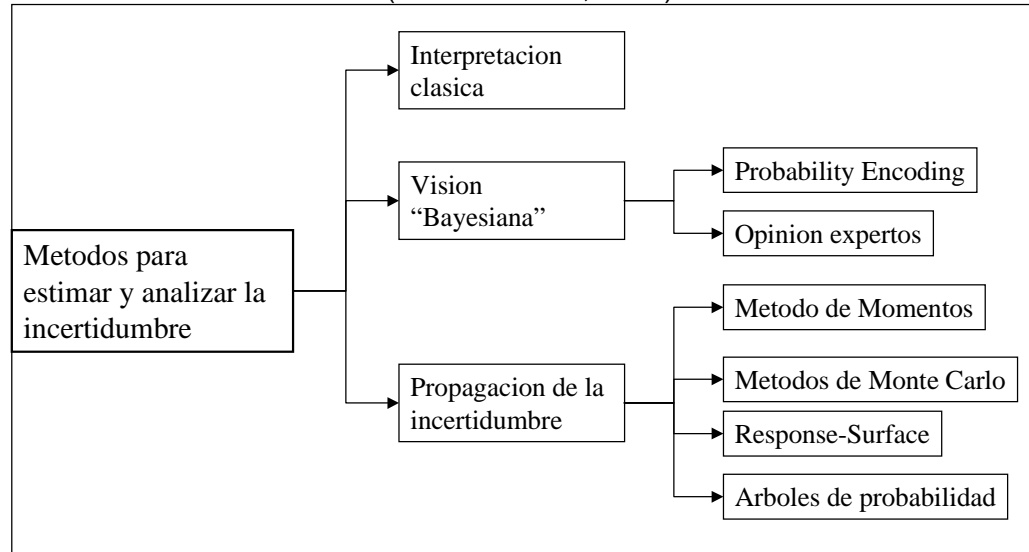 Interpretacion
clasica
Vision
“Bayesiana”
Probability Encoding
Opinion expertos
Metodos para
estimar y analizar la
incertidumbre
Metodo de Momentos
Propagacion de la
incertidumbre
Metodos de Monte Carlo
Response-Surface
Arboles de probabilidad